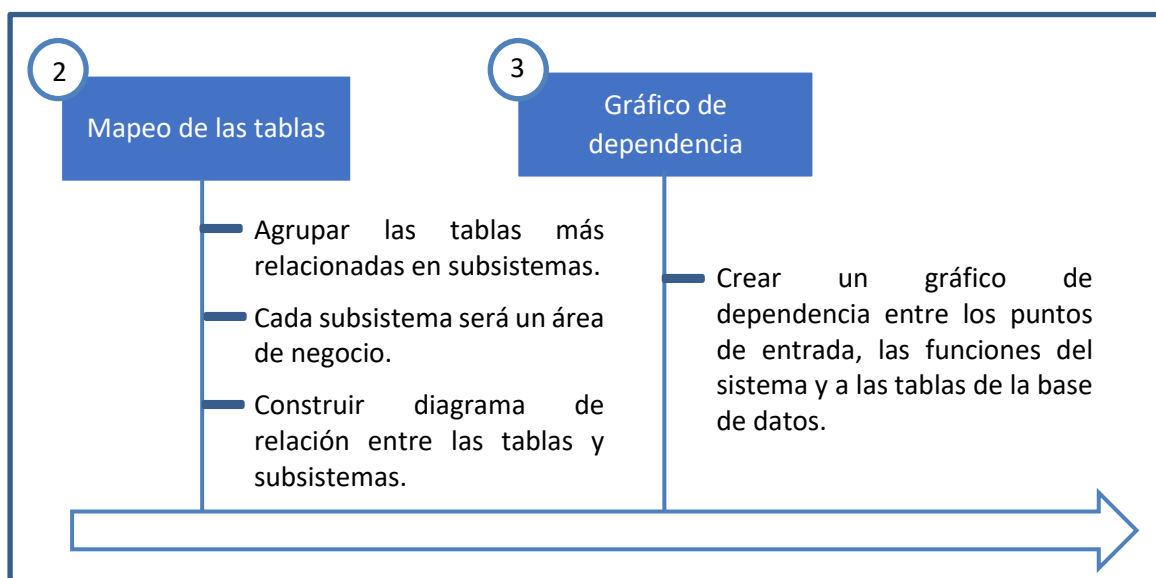 2
Mapeo de las tablas
Agrupar las tablas más
relacionadas en subsistemas.
Cada subsistema será un área
de negocio.
Construir diagrama de
relación entre las tablas y
subsistemas.
3
Gráfico de
dependencia
Crear un gráfico de
dependencia entre los puntos
de entrada, las funciones del
sistema y a las tablas de la base
de datos.